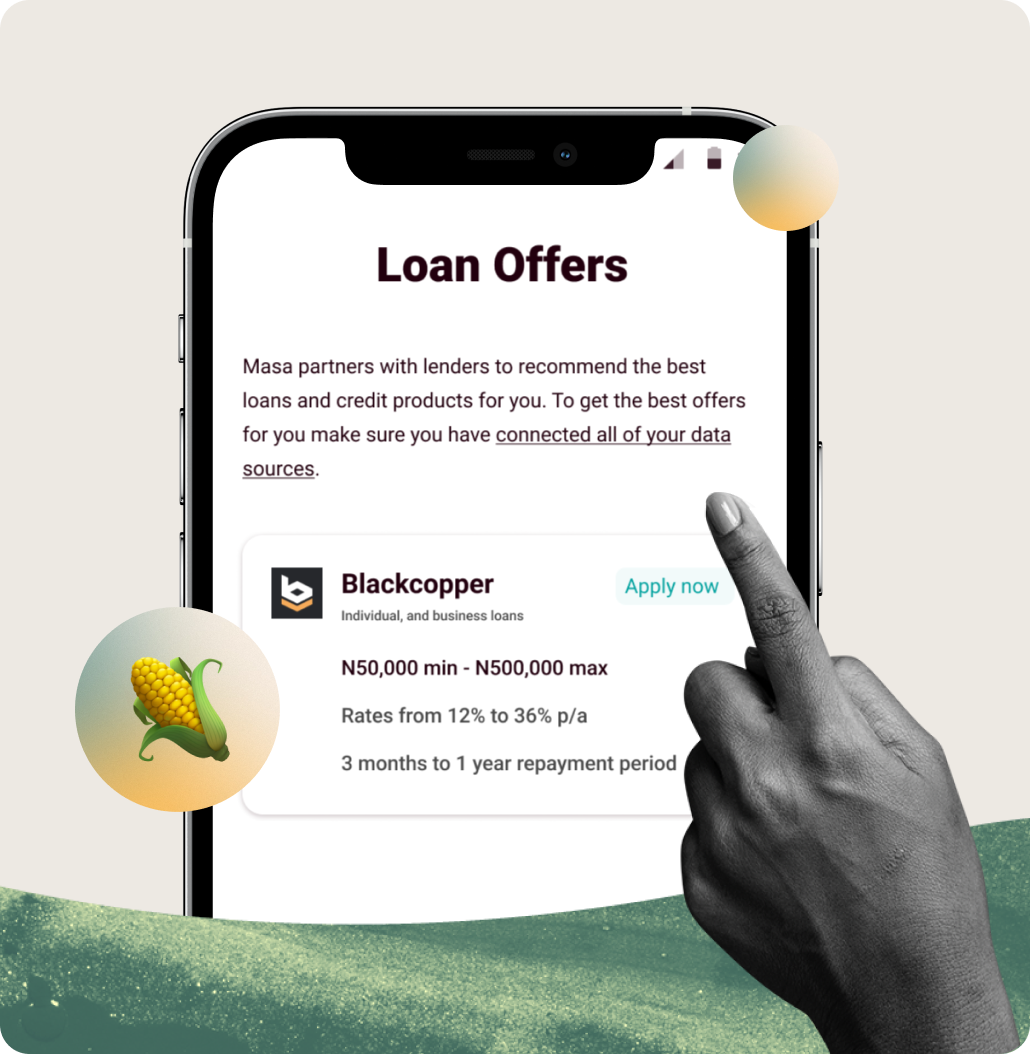 Loan Offers
Masa partners with lenders to recommend the best
loans and credit products for you. To get the best offers
for you make sure you have connected all of your data
sources.
Blackcopper
Apply now
Individual, and business loans
N50,000 min - N500,000 max
Rates from 12% to 36% p/a
3 months to 1 year repayment period